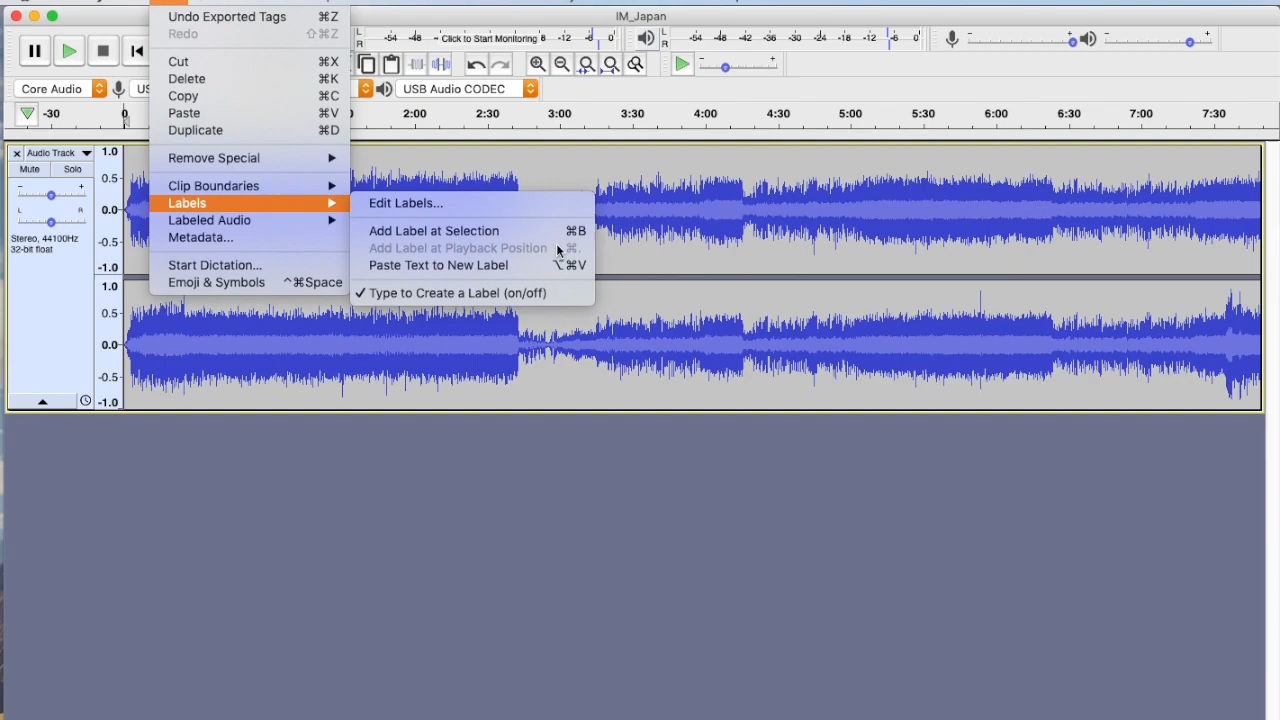 IM_Japan
Undo Exported Tags ⌘Z
Redo ⇧⌘Z
Cut ⌘X
Delete ⌘K
Copy ⌘C
Paste ⌘V
Duplicate ⌘D
Remove Special
Clip Boundaries
Labels
Labeled Audio
Metadata...
Start Dictation...
Emoji & Symbols ^⌘Space
Edit Labels...
Add Label at Selection ⌘B
Add Label at Playback Position ⌘.
Paste Text to New Label ⌥⌘V
✓ Type to Create a Label (on/off)
L R -54 -48 - Click to Start Monitoring 8 -12 -6 0
L R -54 -48 -42 -36 -30 -24 -18 -12 -6 0
- + - +
- +
Core Audio US USB Audio CODEC
-30 0 2:00 2:30 3:00 3:30 4:00 4:30 5:00 5:30 6:00 6:30 7:00 7:30
Audio Track
Mute Solo
- +
L R
Stereo, 44100Hz
32-bit float
1.0
0.5
0.0
-0.5
-1.0
1.0
0.5
0.0
-0.5
-1.0